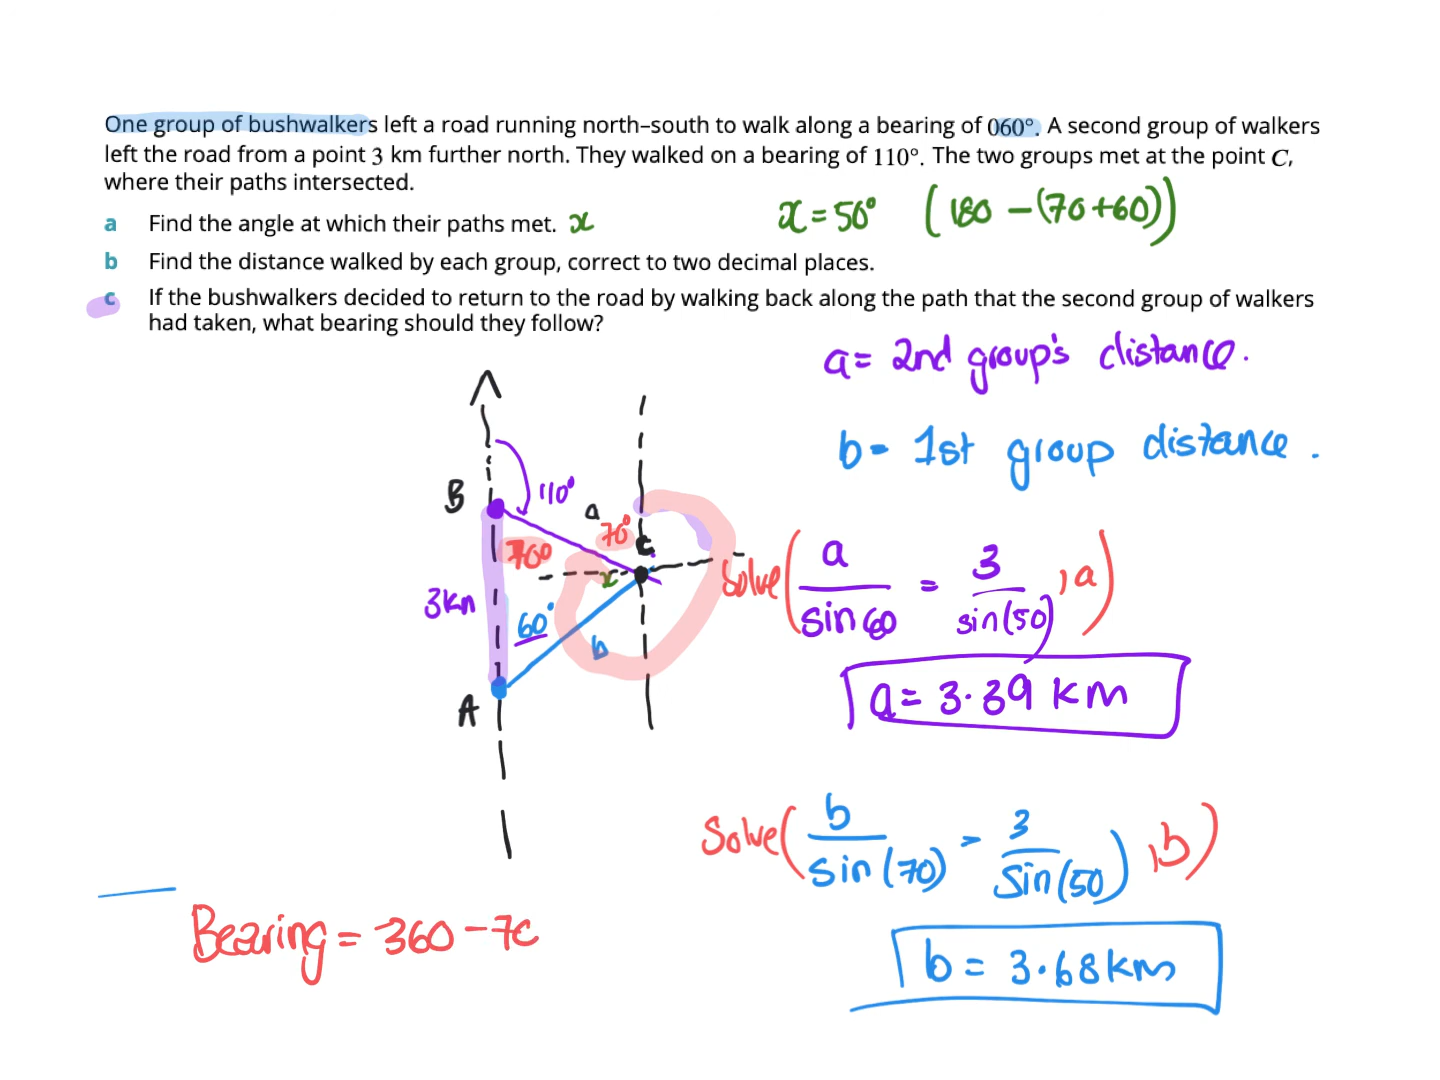 One group of bushwalkers left a road running north–south to walk along a bearing of 060°. A second group of walkers
left the road from a point 3 km further north. They walked on a bearing of 110°. The two groups met at the point C,
where their paths intersected.
a Find the angle at which their paths met. x
x = 50° (180 – (70+60))
b Find the distance walked by each group, correct to two decimal places.
c If the bushwalkers decided to return to the road by walking back along the path that the second group of walkers
had taken, what bearing should they follow?
a = 2nd group's distance.
b = 1st group distance.
B
110°
a
70°
C
70°
x
3km
60°
b
A
Solve( a/sin 60 = 3/sin(50) , a)
a = 3.39 km
Solve( b/sin(70) = 3/sin(50) , b)
b = 3.68 km
Bearing = 360 – 70